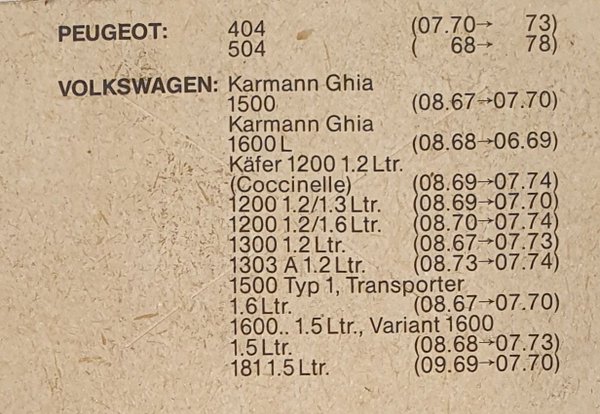 PEUGEOT: 404 (07.70→ 73)
504 ( 68→ 78)
VOLKSWAGEN: Karmann Ghia
1500 (08.67→07.70)
Karmann Ghia
1600 L (08.68→06.69)
Käfer 1200 1.2 Ltr.
(Coccinelle) (08.69→07.74)
1200 1.2/1.3 Ltr. (08.69→07.70)
1200 1.2/1.6 Ltr. (08.70→07.74)
1300 1.2 Ltr. (08.67→07.73)
1303 A 1.2 Ltr. (08.73→07.74)
1500 Typ 1, Transporter
1.6 Ltr. (08.67→07.70)
1600.. 1.5 Ltr., Variant 1600
1.5 Ltr. (08.68→07.73)
181 1.5 Ltr. (09.69→07.70)